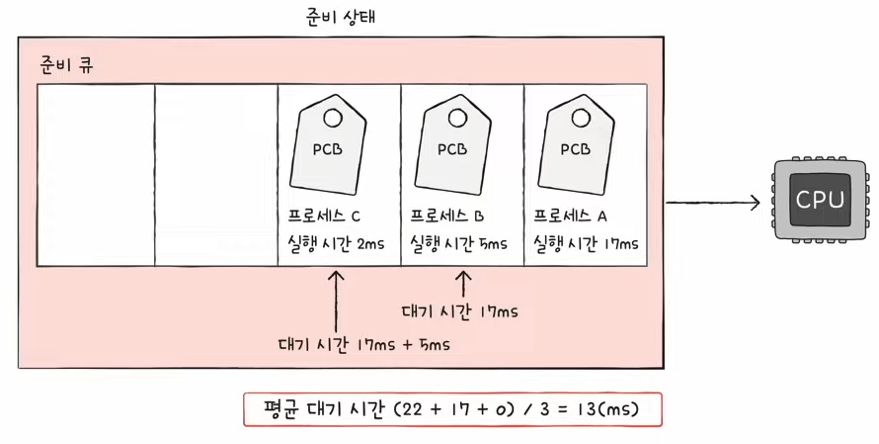 준비 상태
준비 큐
PCB
PCB
PCB
프로세스 C
실행 시간 2ms
프로세스 B
실행 시간 5ms
프로세스 A
실행 시간 17ms
CPU
대기 시간 17ms
대기 시간 17ms + 5ms
평균 대기 시간 (22 + 17 + 0) / 3 = 13(ms)